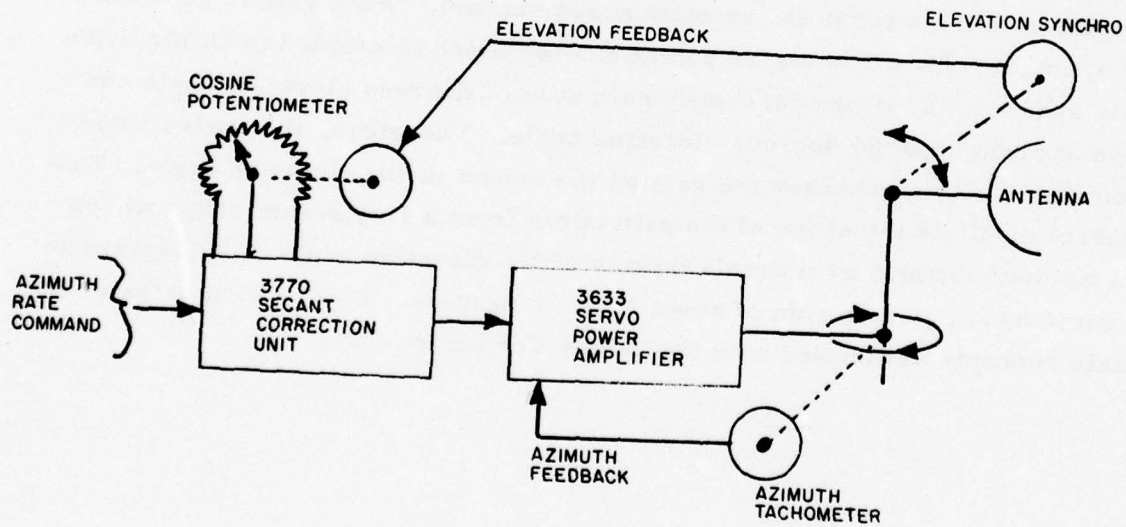 ELEVATION SYNCHRO
ELEVATION FEEDBACK
COSINE
POTENTIOMETER
ANTENNA
AZIMUTH
RATE
COMMAND
3770
SECANT
CORRECTION
UNIT
3633
SERVO
POWER
AMPLIFIER
AZIMUTH
FEEDBACK
AZIMUTH
TACHOMETER